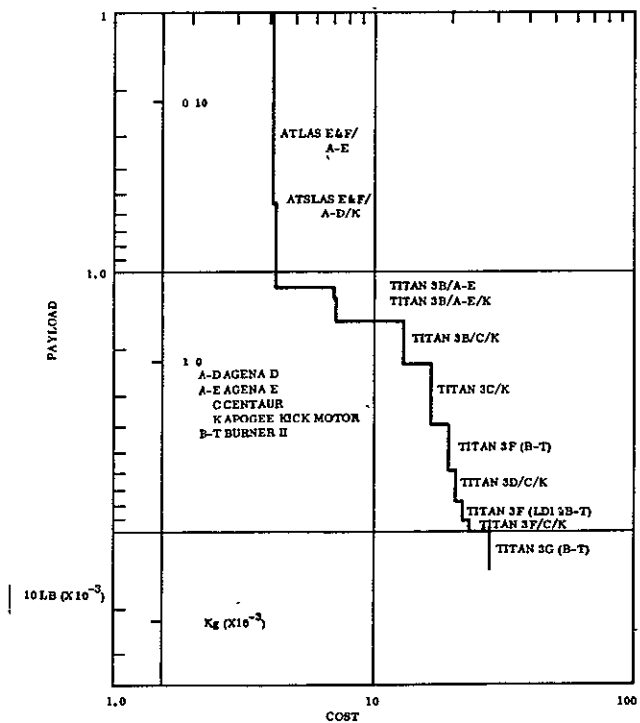 1
0 10
ATLAS E&F/
A-E
ATSLAS E&F/
A-D/K
1.0
TITAN 3B/A-E
TITAN 3B/A-E/K
TITAN 3B/C/K
PAYLOAD
1 0
A-D AGENA D
A-E AGENA E
C CENTAUR
K APOGEE KICK MOTOR
B-T BURNER II
TITAN 3C/K
TITAN 3F (B-T)
TITAN 3D/C/K
TITAN 3F (LD1 2B-T)
TITAN 3F/C/K
TITAN 3G (B-T)
10 LB (X10⁻³)
Kg (X10⁻³)
1.0
10
100
COST